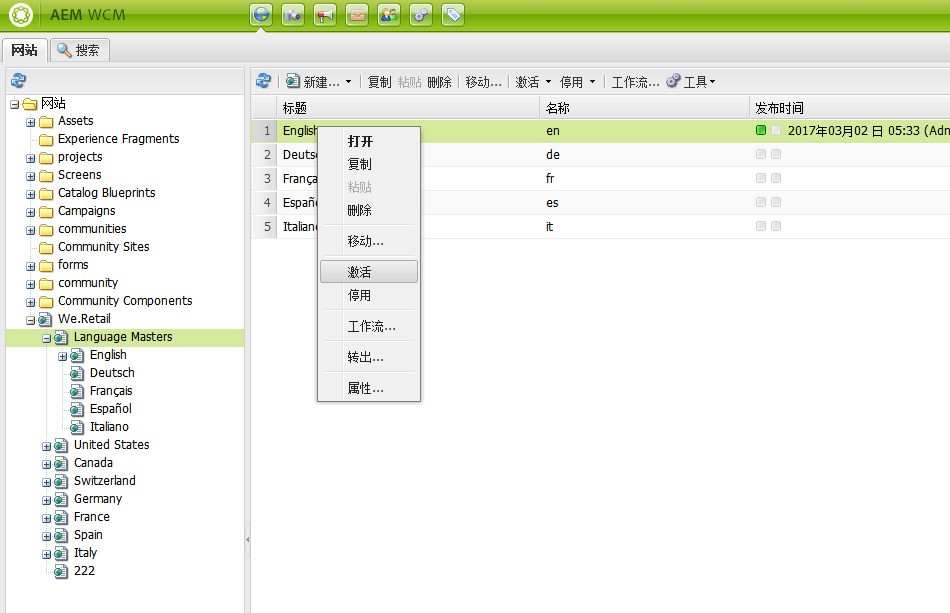 AEM WCM
网站
搜索
新建...
复制
粘贴
删除
移动...
激活
停用
工作流...
工具
网站
Assets
Experience Fragments
projects
Screens
Catalog Blueprints
Campaigns
communities
Community Sites
forms
community
Community Components
We.Retail
Language Masters
English
Deutsch
Français
Español
Italiano
United States
Canada
Switzerland
Germany
France
Spain
Italy
222
标题 名称 发布时间
1 English en 2017年03月02 日 05:33 (Adn
2 Deutsc de
3 França fr
4 Españo es
5 Italiano it
打开
复制
粘贴
删除
移动...
激活
停用
工作流...
转出...
属性...